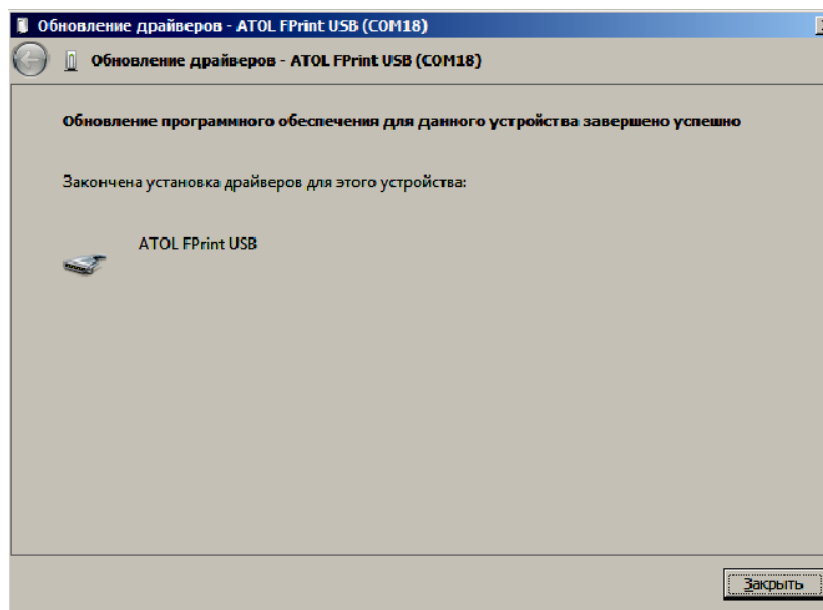 Обновление драйверов - ATOL FPrint USB (COM18)
Обновление драйверов - ATOL FPrint USB (COM18)
Обновление программного обеспечения для данного устройства завершено успешно
Закончена установка драйверов для этого устройства:
ATOL FPrint USB
Закрыть